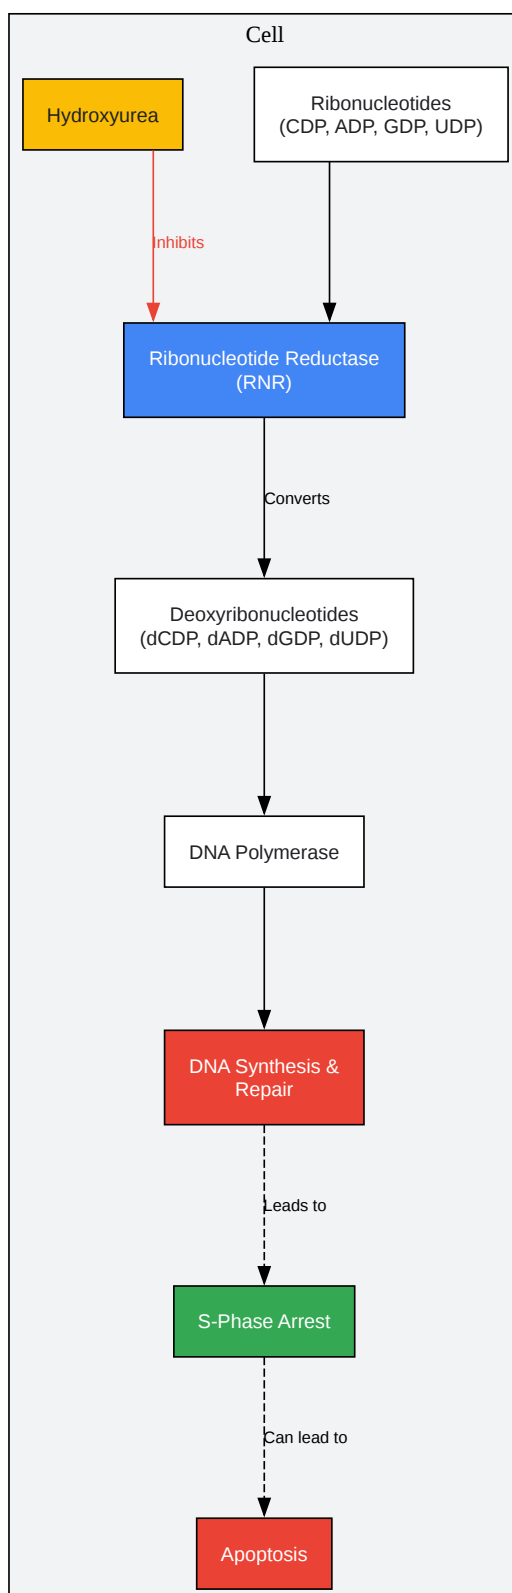 Cell
Hydroxyurea
Ribonucleotides
(CDP, ADP, GDP, UDP)
Inhibits
Ribonucleotide Reductase
(RNR)
Converts
Deoxyribonucleotides
(dCDP, dADP, dGDP, dUDP)
DNA Polymerase
DNA Synthesis &
Repair
Leads to
S-Phase Arrest
Can lead to
Apoptosis